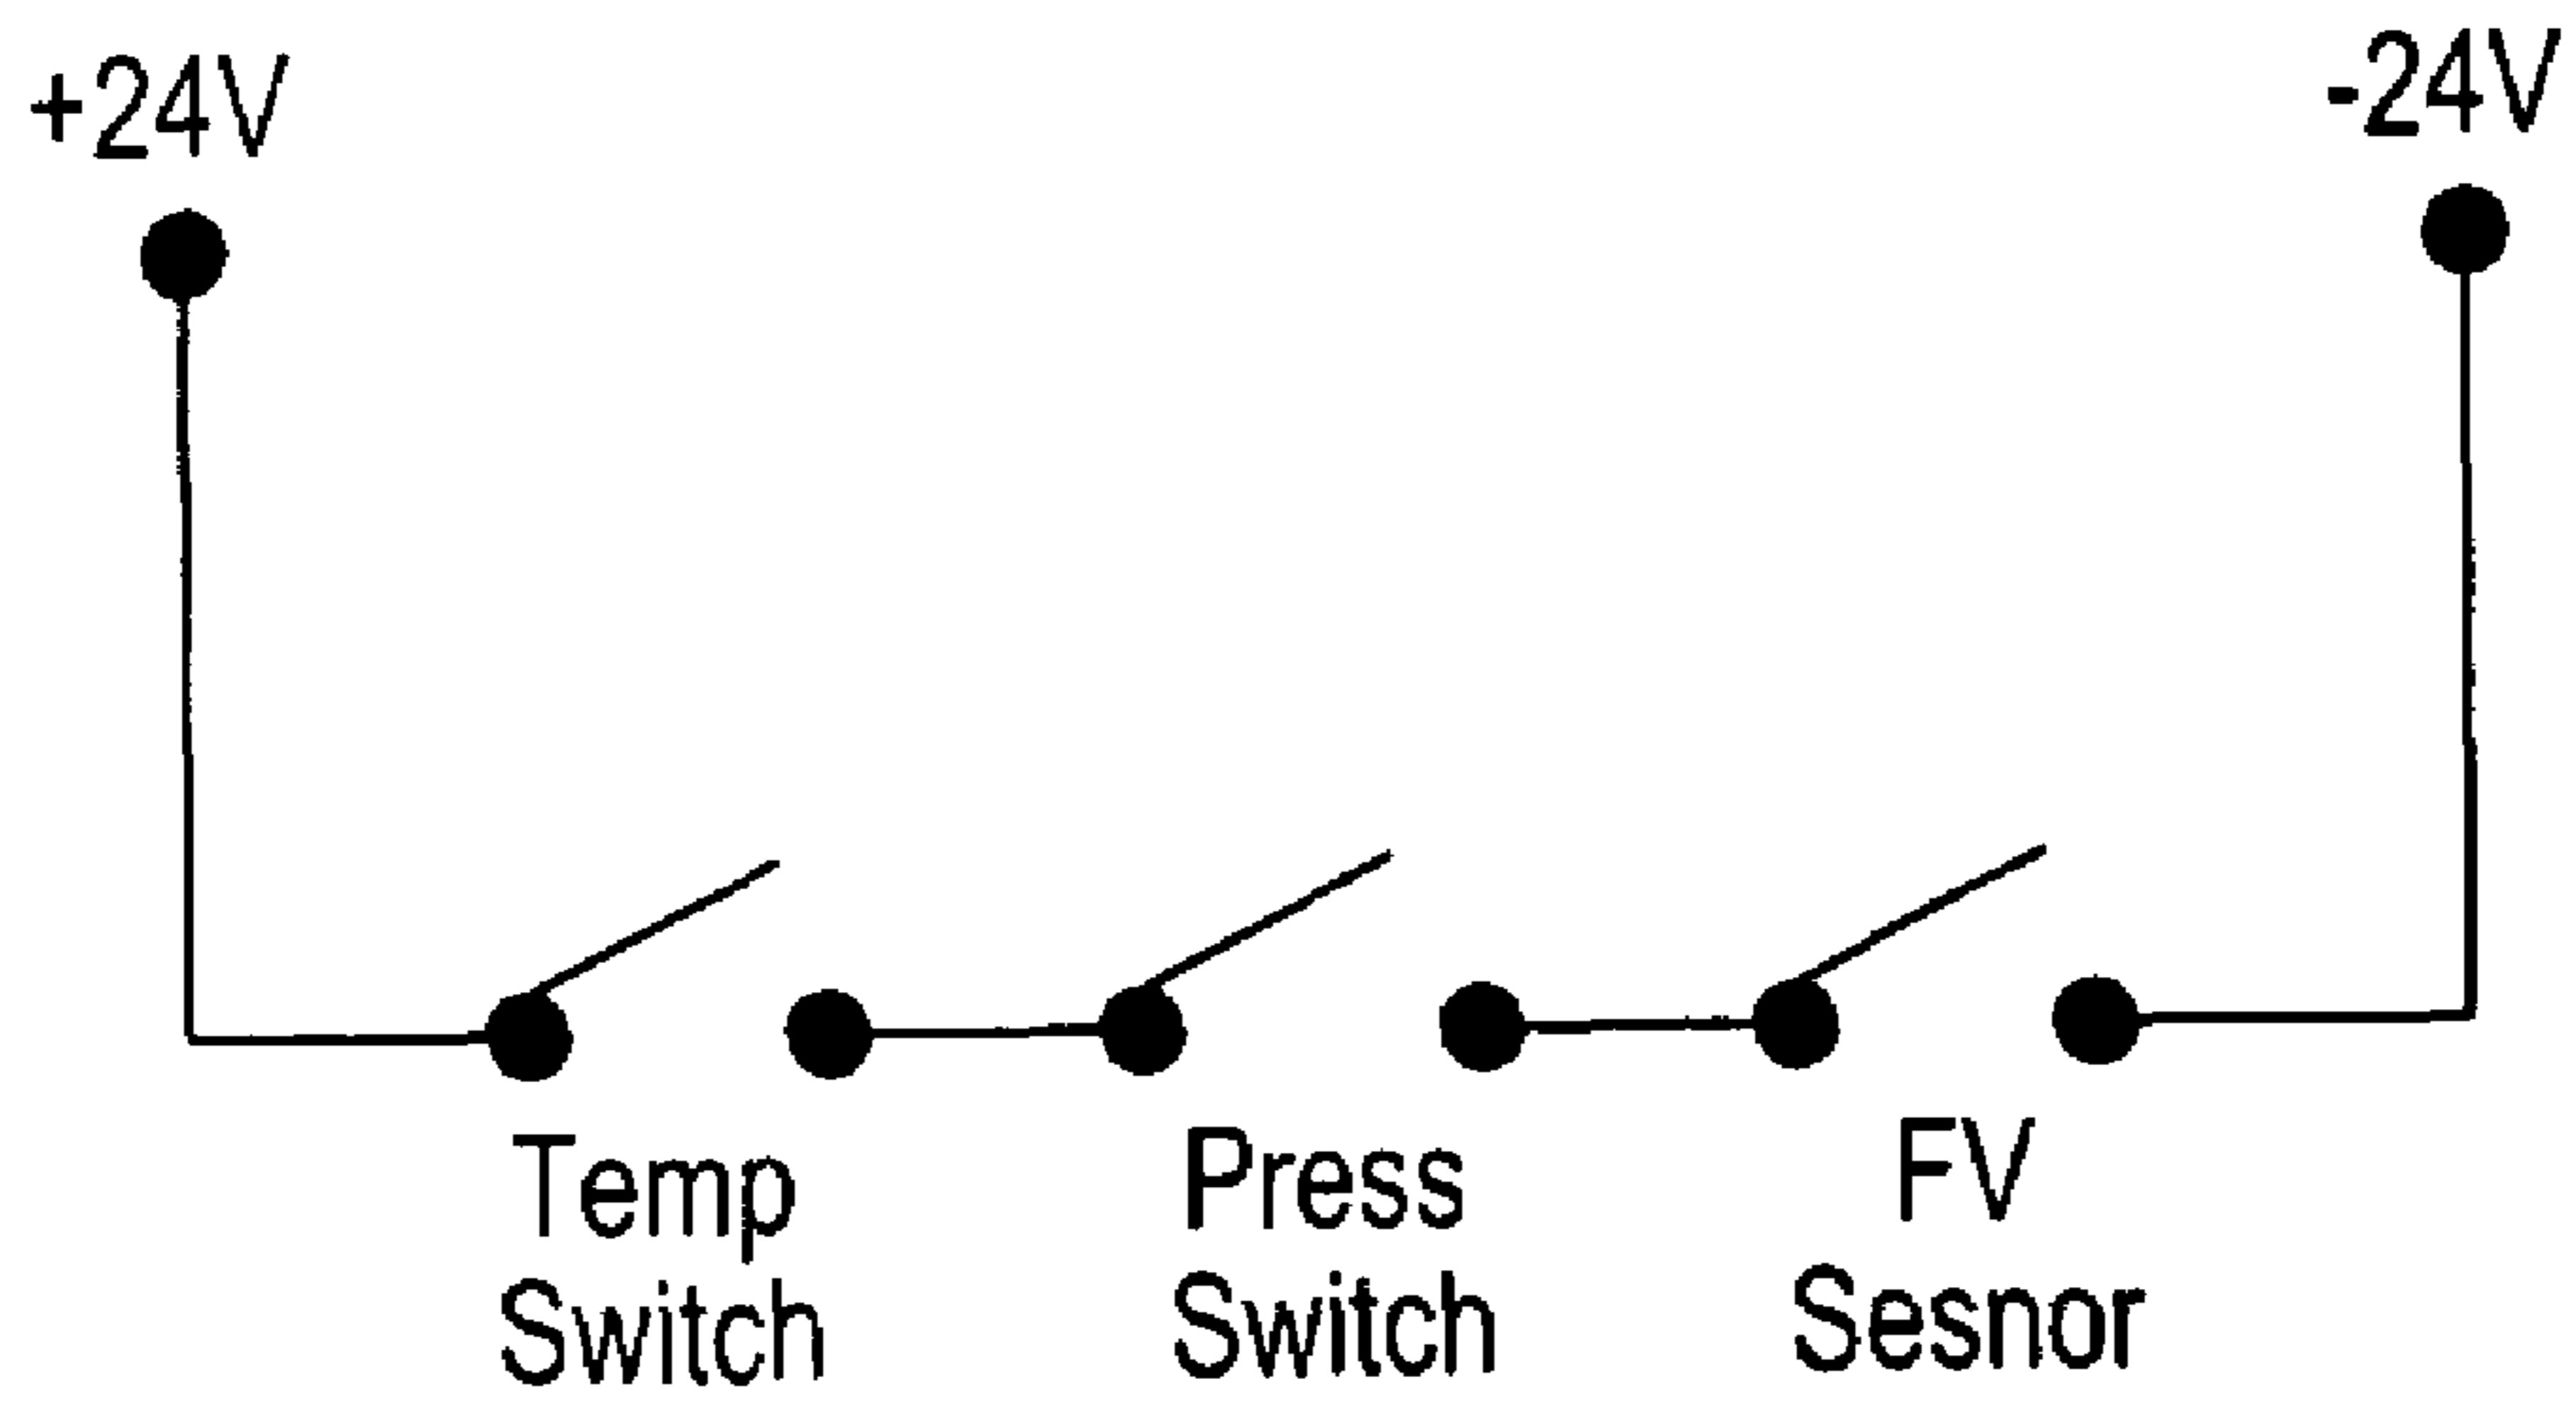 +24V
-24V
Temp
Switch
Press
Switch
FV
Sesnor